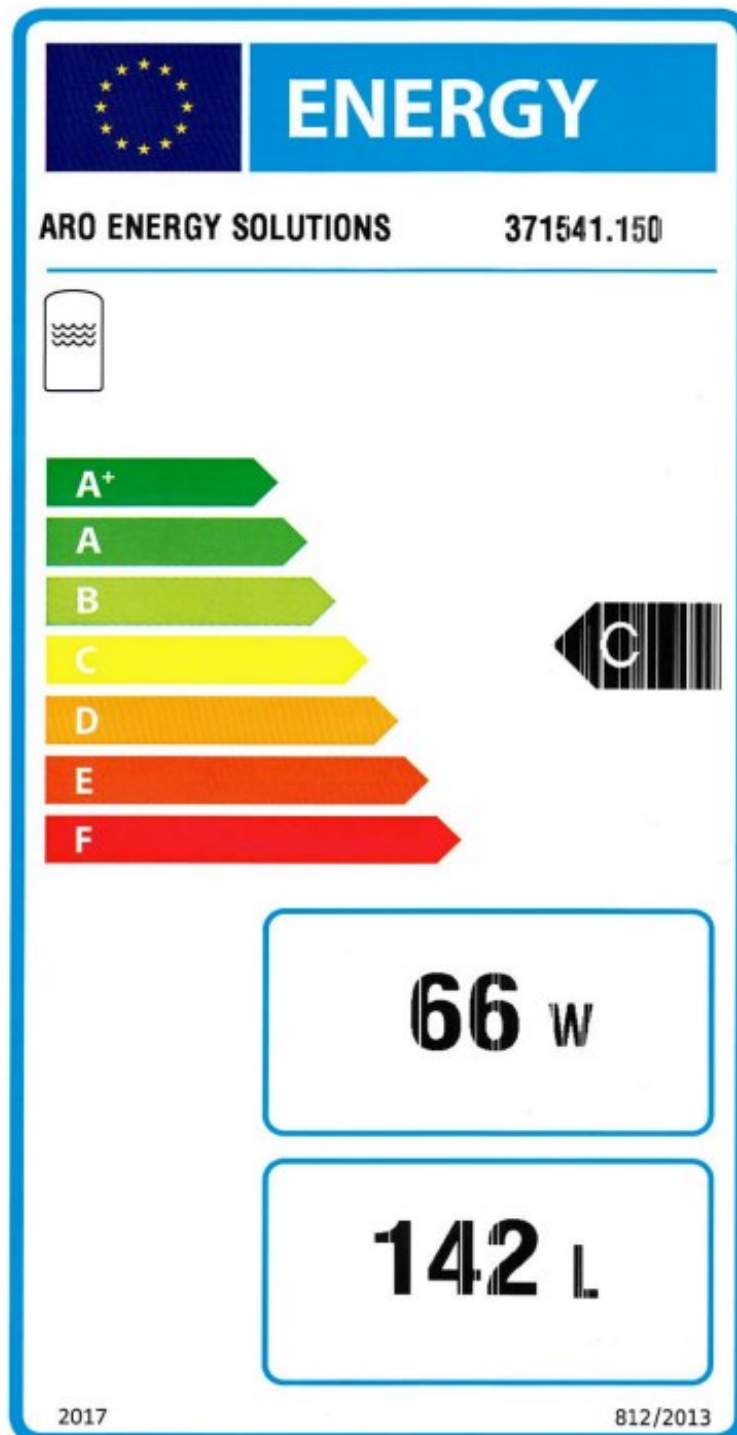 ENERGY
ARO ENERGY SOLUTIONS 371541.150
A+
A
B
C
C
D
E
F
66 W
142 L
2017 812/2013